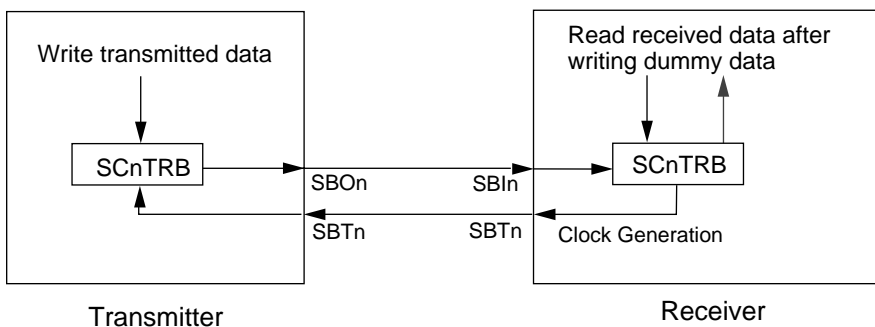 Write transmitted data
Read received data after
writing dummy data
SCnTRB
SCnTRB
SBOn
SBIn
SBTn
SBTn
Clock Generation
Transmitter
Receiver